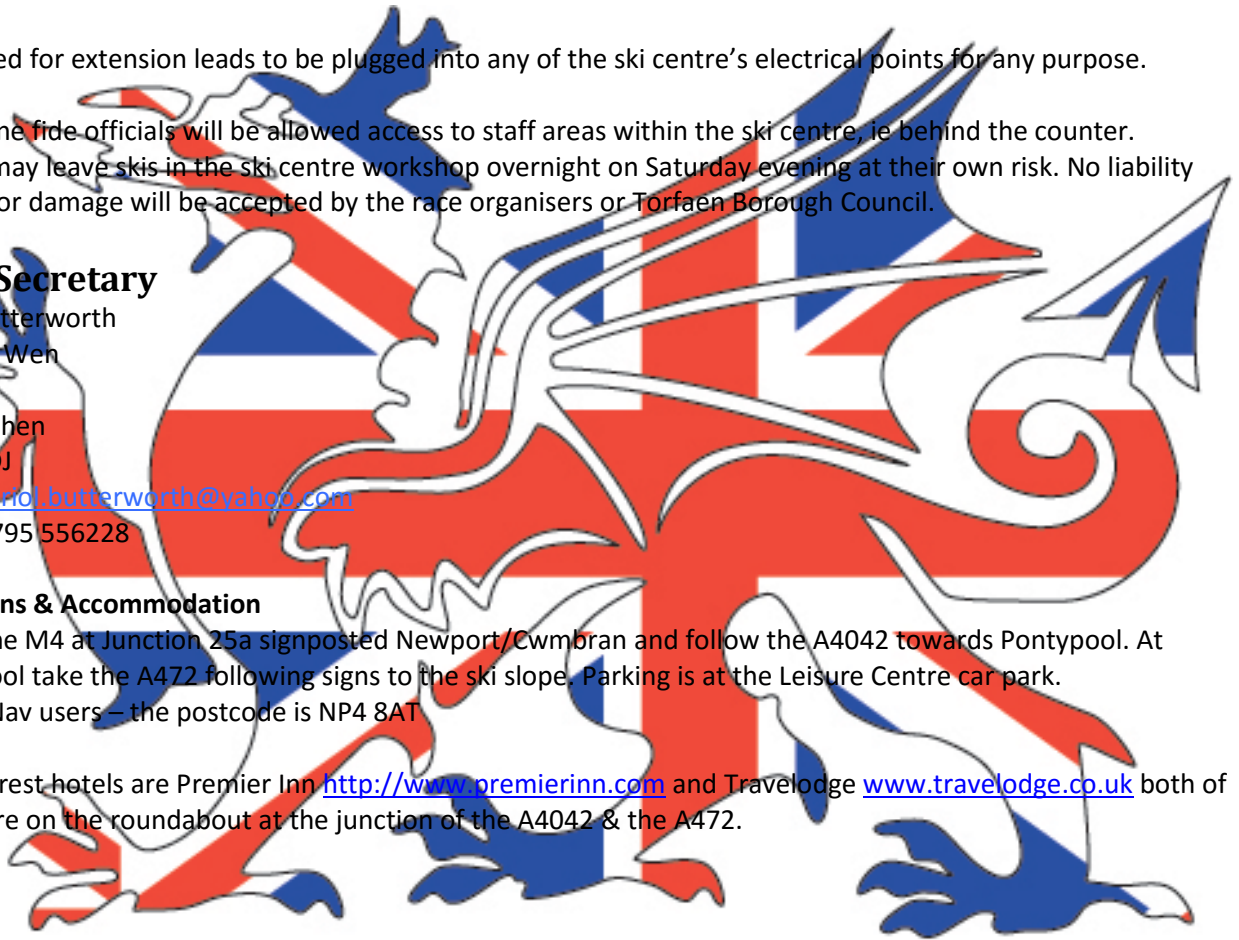 ed for extension leads to be plugged into any of the ski centre's electrical points for any purpose.
ne fide officials will be allowed access to staff areas within the ski centre, ie behind the counter.
may leave skis in the ski centre workshop overnight on Saturday evening at their own risk. No liability
or damage will be accepted by the race organisers or Torfaen Borough Council.
Secretary
tterworth
Wen
hen
J
riol.butterworth@yahoo.com
795 556228
ns & Accommodation
he M4 at Junction 25a signposted Newport/Cwmbran and follow the A4042 towards Pontypool. At
ool take the A472 following signs to the ski slope. Parking is at the Leisure Centre car park.
Nav users – the postcode is NP4 8AT
rest hotels are Premier Inn http://www.premierinn.com and Travelodge www.travelodge.co.uk both of
re on the roundabout at the junction of the A4042 & the A472.